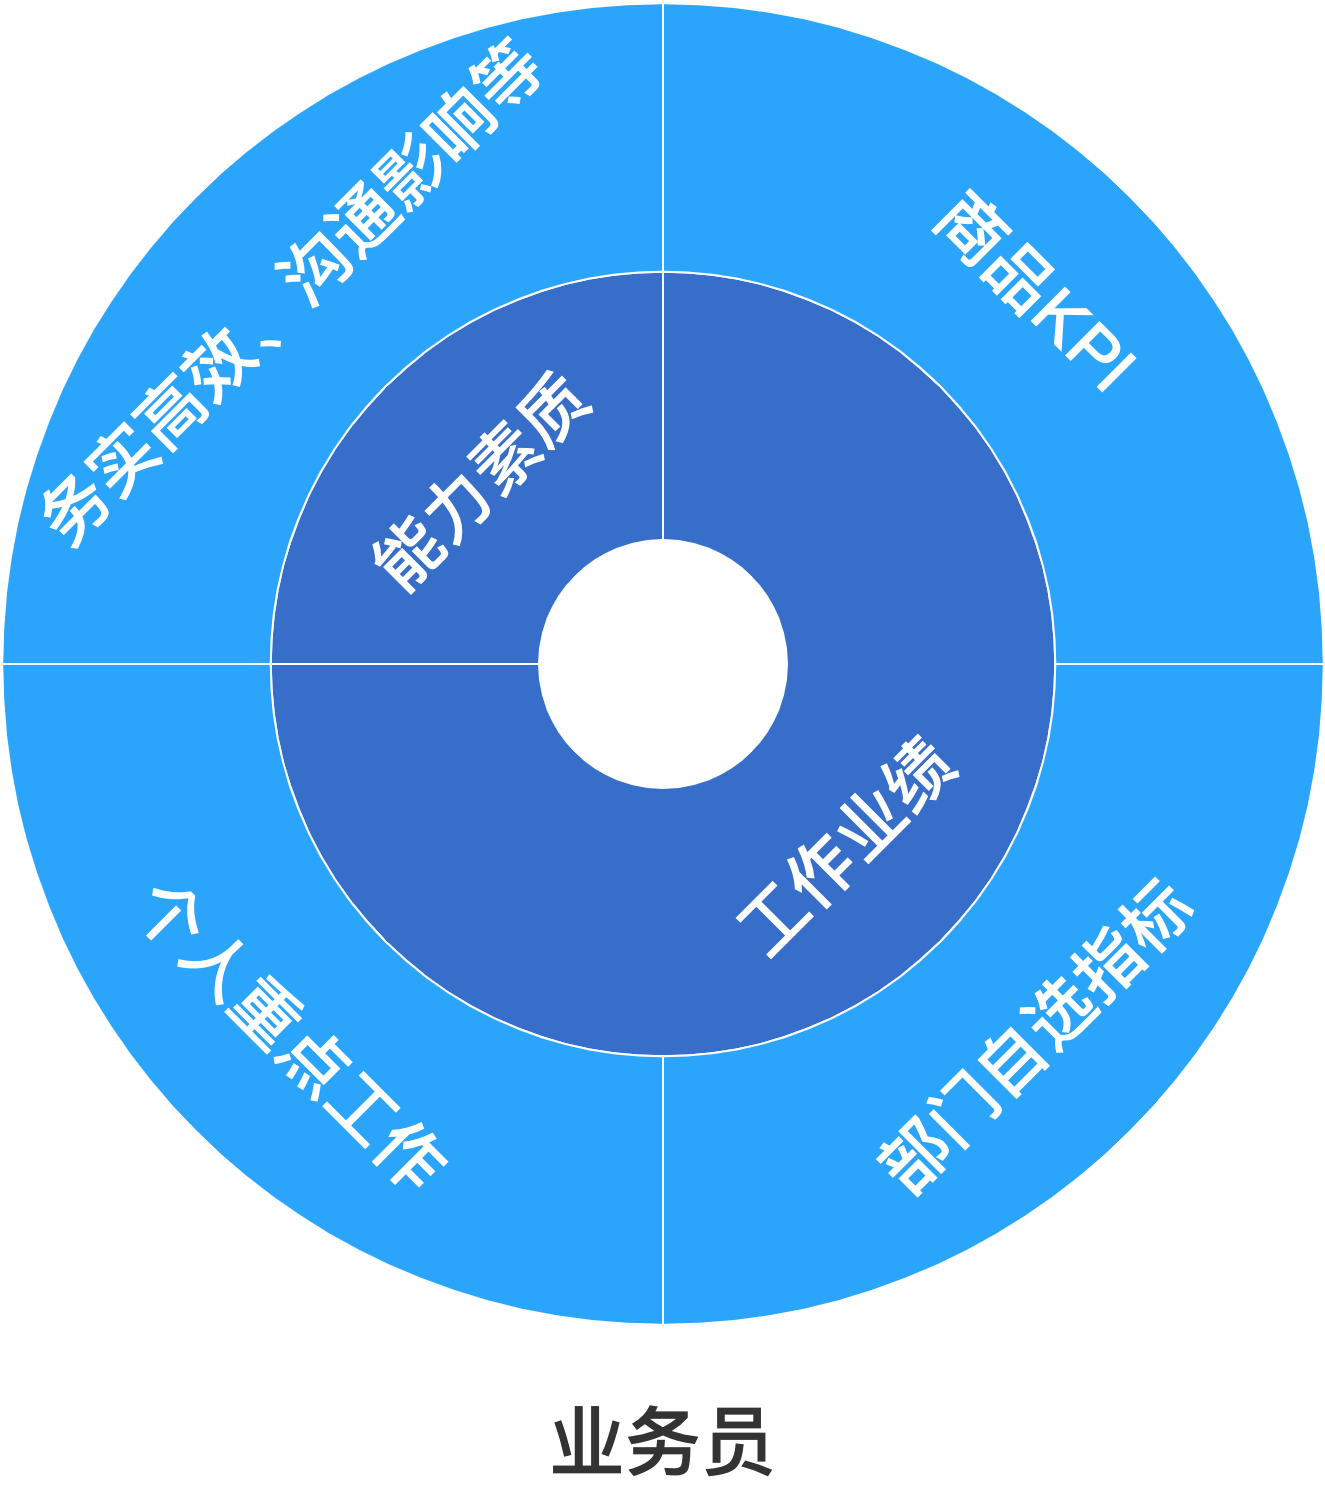 务实高效、沟通影响等
商品KPI
能力素质
工作业绩
个人重点工作
部门自选指标
业务员